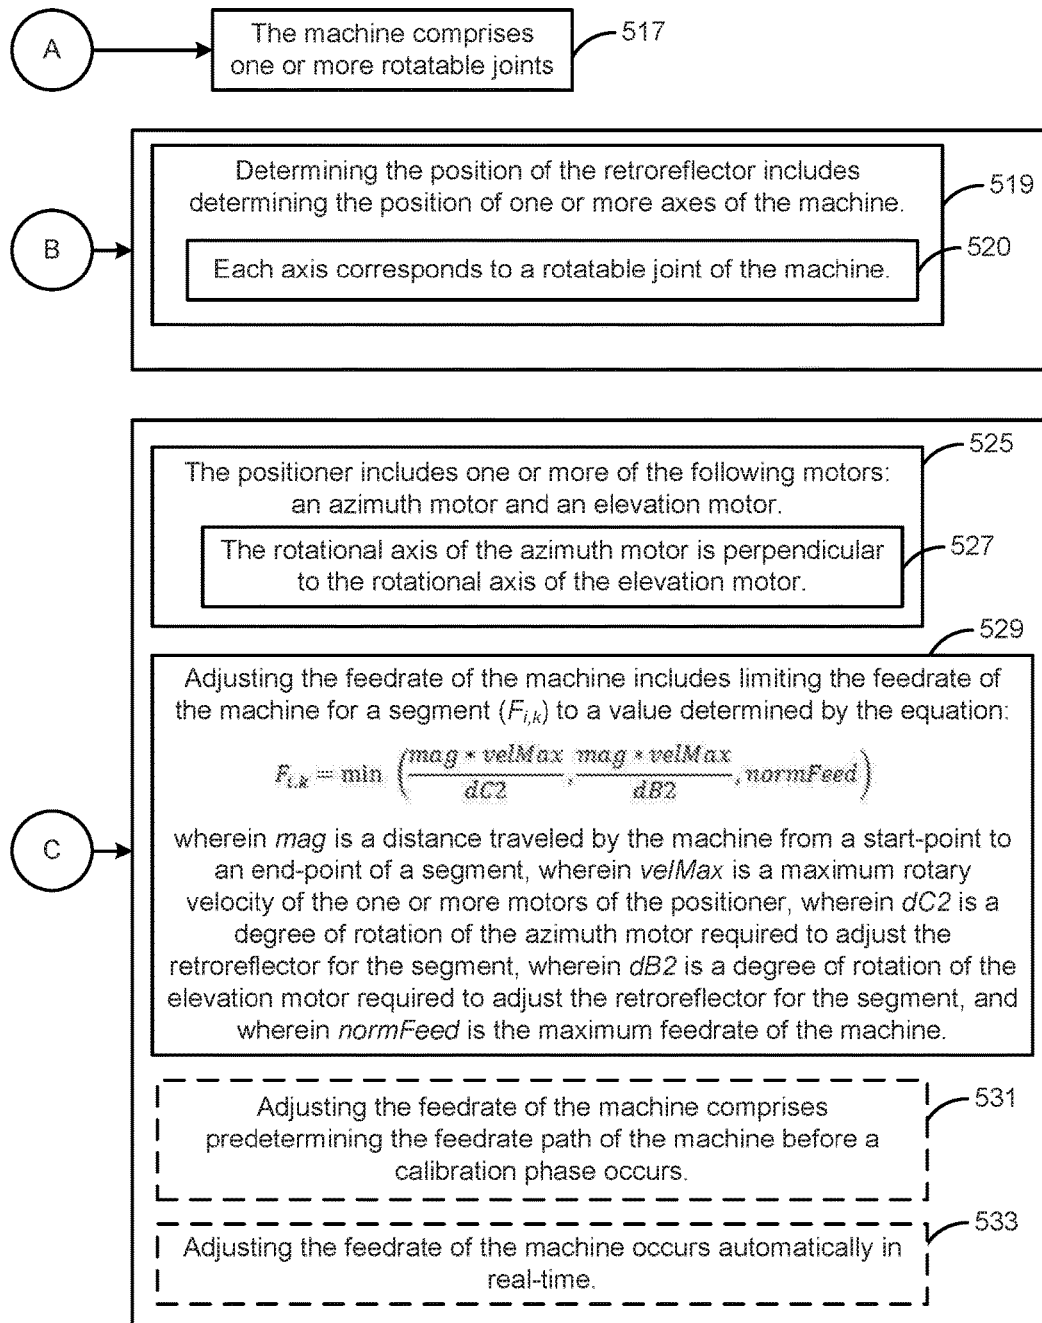 A
The machine comprises
one or more rotatable joints
517
B
Determining the position of the retroreflector includes
determining the position of one or more axes of the machine.
519
Each axis corresponds to a rotatable joint of the machine.
520
C
The positioner includes one or more of the following motors:
an azimuth motor and an elevation motor.
525
The rotational axis of the azimuth motor is perpendicular
to the rotational axis of the elevation motor.
527
529
Adjusting the feedrate of the machine includes limiting the feedrate of
the machine for a segment (F_{i,k}) to a value determined by the equation:
F_{i,k} = min (mag * velMax / dC2, mag * velMax / dB2, normFeed)
wherein mag is a distance traveled by the machine from a start-point to
an end-point of a segment, wherein velMax is a maximum rotary
velocity of the one or more motors of the positioner, wherein dC2 is a
degree of rotation of the azimuth motor required to adjust the
retroreflector for the segment, wherein dB2 is a degree of rotation of the
elevation motor required to adjust the retroreflector for the segment, and
wherein normFeed is the maximum feedrate of the machine.
Adjusting the feedrate of the machine comprises
predetermining the feedrate path of the machine before a
calibration phase occurs.
531
Adjusting the feedrate of the machine occurs automatically in
real-time.
533